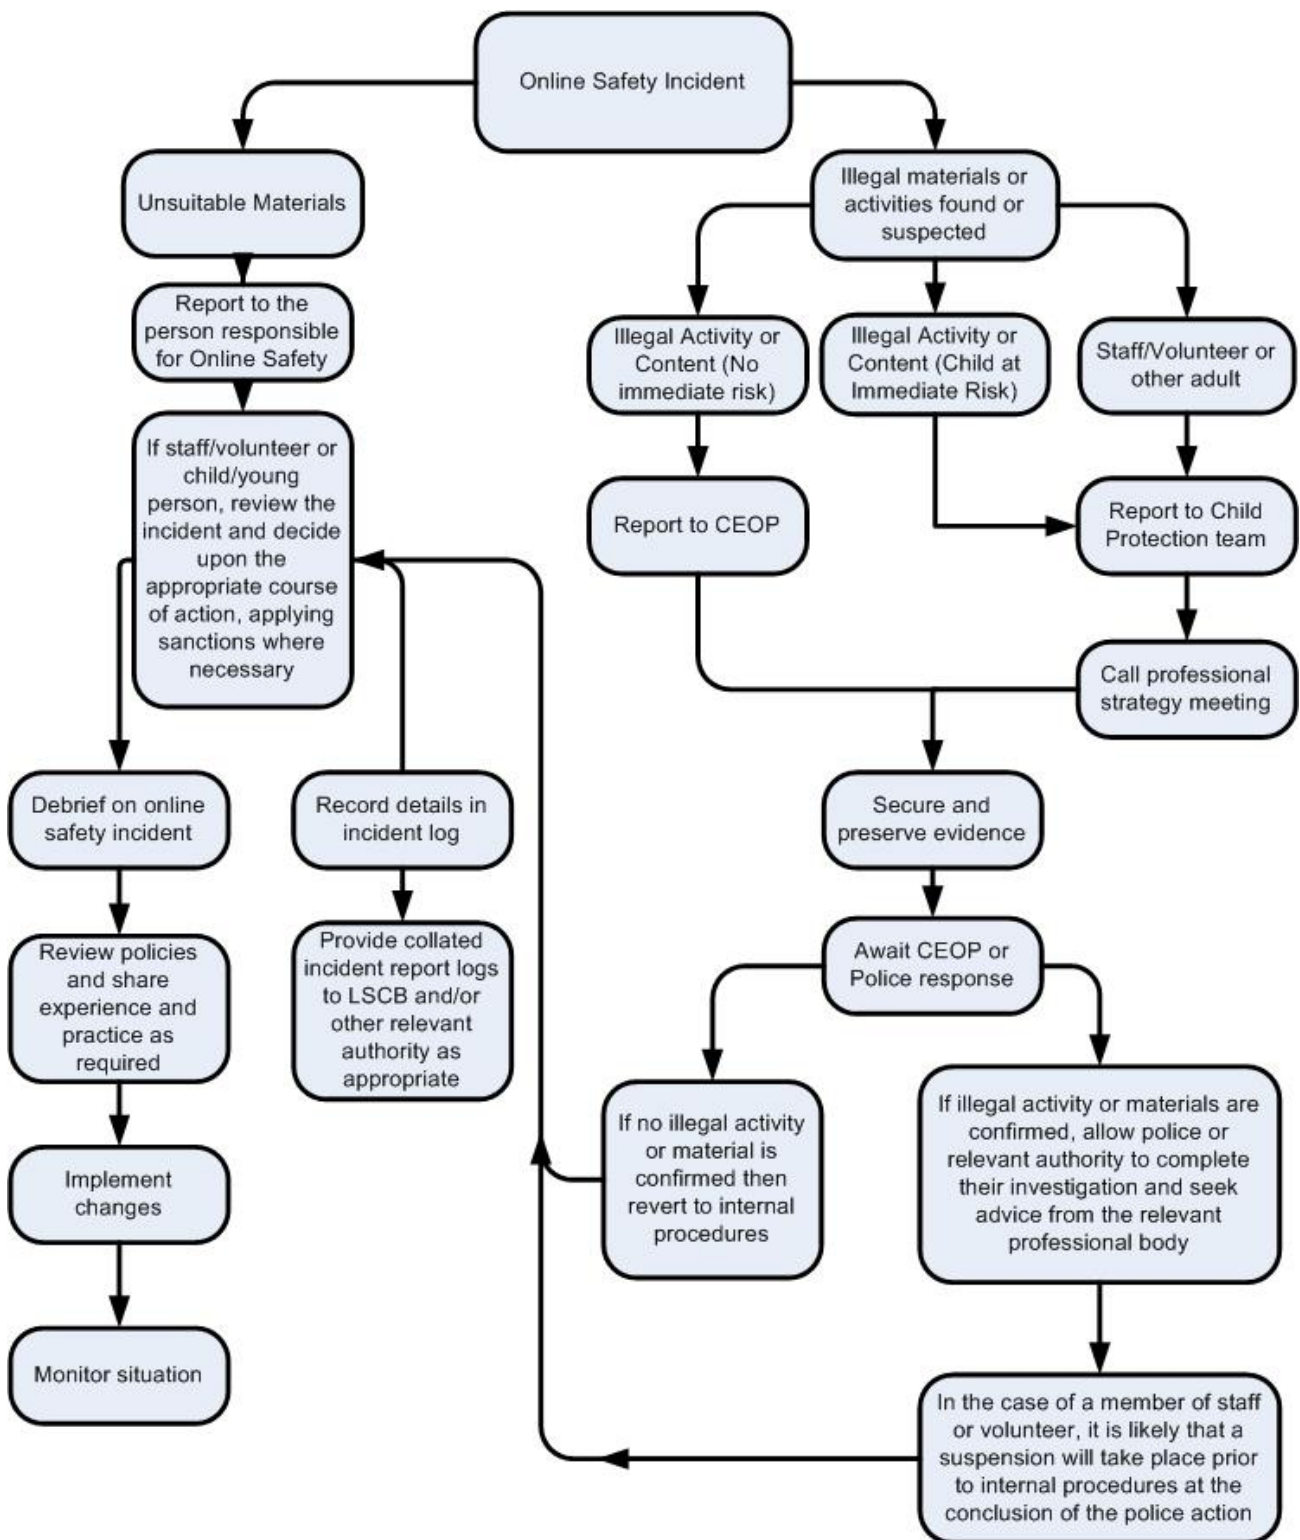 Online Safety Incident
Unsuitable Materials
Report to the
person responsible
for Online Safety
If staff/volunteer or
child/young
person, review the
incident and decide
upon the
appropriate course
of action, applying
sanctions where
necessary
Debrief on online
safety incident
Review policies
and share
experience and
practice as
required
Implement
changes
Monitor situation
Record details in
incident log
Provide collated
incident report logs
to LSCB and/or
other relevant
authority as
appropriate
Illegal materials or
activities found or
suspected
Illegal Activity or
Content (No
immediate risk)
Illegal Activity or
Content (Child at
Immediate Risk)
Staff/Volunteer or
other adult
Report to CEOP
Report to Child
Protection team
Call professional
strategy meeting
Secure and
preserve evidence
Await CEOP or
Police response
If no illegal activity
or material is
confirmed then
revert to internal
procedures
If illegal activity or materials are
confirmed, allow police or
relevant authority to complete
their investigation and seek
advice from the relevant
professional body
In the case of a member of staff
or volunteer, it is likely that a
suspension will take place prior
to internal procedures at the
conclusion of the police action